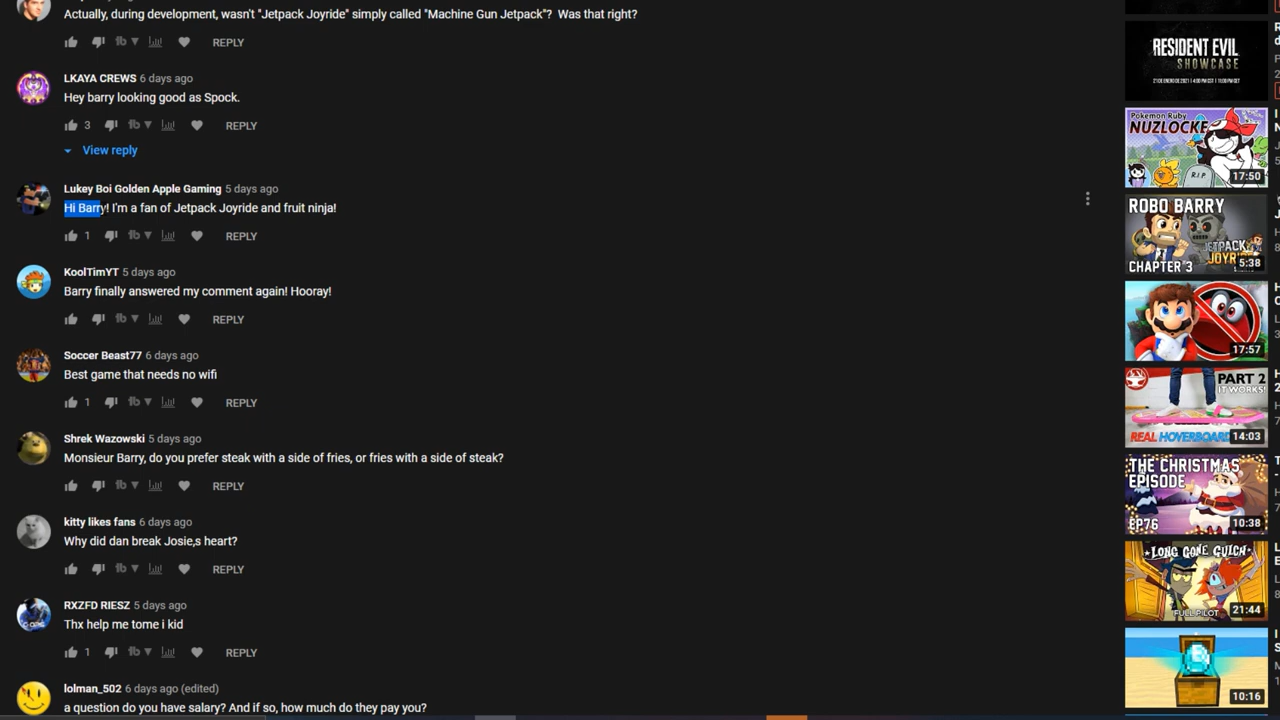 Actually, during development, wasn't "Jetpack Joyride" simply called "Machine Gun Jetpack"? Was that right?
REPLY
LKAYA CREWS 6 days ago
Hey barry looking good as Spock.
3 REPLY
View reply
Lukey Boi Golden Apple Gaming 5 days ago
Hi Barry! I'm a fan of Jetpack Joyride and fruit ninja!
1 REPLY
KoolTimYT 5 days ago
Barry finally answered my comment again! Hooray!
REPLY
Soccer Beast77 6 days ago
Best game that needs no wifi
1 REPLY
Shrek Wazowski 5 days ago
Monsieur Barry, do you prefer steak with a side of fries, or fries with a side of steak?
REPLY
kitty likes fans 6 days ago
Why did dan break Josie,s heart?
REPLY
RXZFD RIESZ 5 days ago
Thx help me tome i kid
1 REPLY
lolman_502 6 days ago (edited)
a question do you have salary? And if so, how much do they pay you?
RESIDENT EVIL
SHOWCASE
Pokemon Ruby
NUZLOCKE
R.I.P.
17:50
ROBO BARRY
JETPACK
JOYRIDE
CHAPTER 3
5:38
17:57
PART 2
IT WORKS!
REAL HOVERBOARD
14:03
THE CHRISTMAS
EPISODE
EP76
10:38
LONG GONE GULCH
FULL PILOT
21:44
10:16